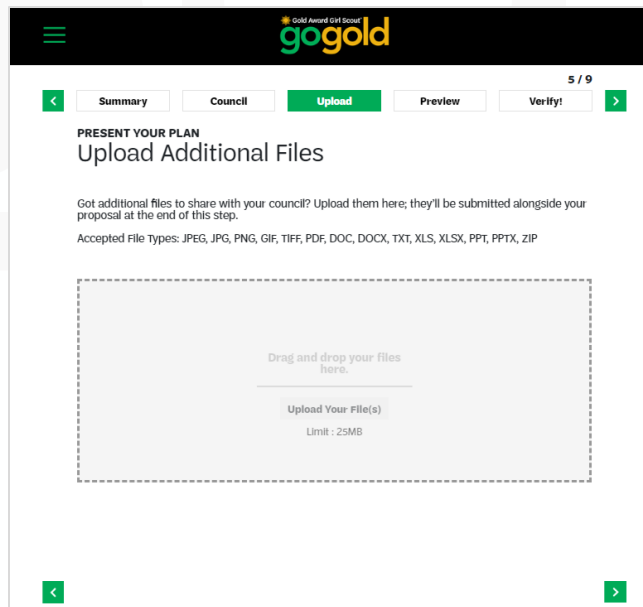 Gold Award Girl Scout
gogold
5 / 9
Summary
Council
Upload
Preview
Verify!
PRESENT YOUR PLAN
Upload Additional Files
Got additional files to share with your council? Upload them here; they'll be submitted alongside your
proposal at the end of this step.
Accepted File Types: JPEG, JPG, PNG, GIF, TIFF, PDF, DOC, DOCX, TXT, XLS, XLSX, PPT, PPTX, ZIP
Drag and drop your files
here.
Upload Your File(s)
Limit : 25MB